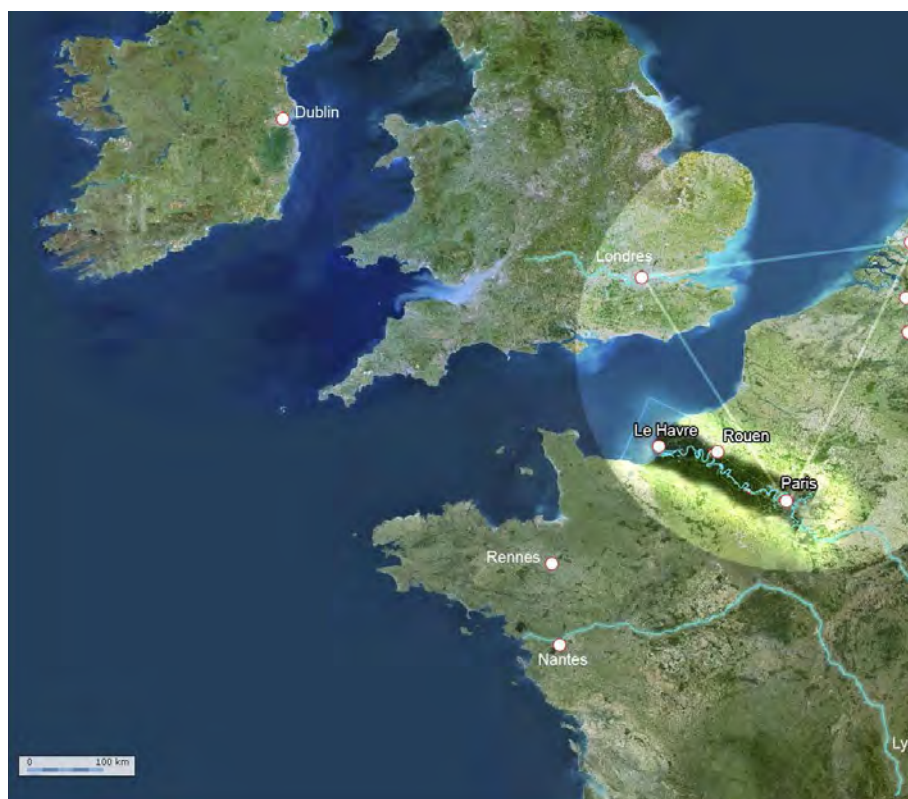 Dublin
Londres
Le Havre
Rouen
Paris
Rennes
Nantes
Ly
0 100 km